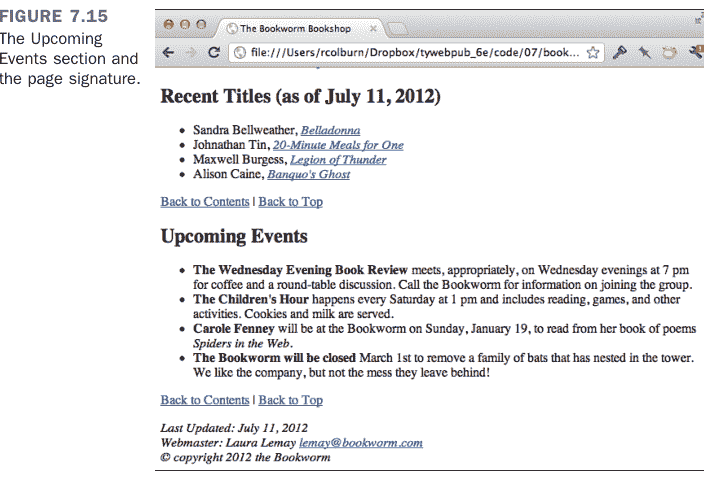 FIGURE 7.15
The Upcoming
Events section and
the page signature.
The Bookworm Bookshop
file:///Users/rcolburn/Dropbox/tywebpub_6e/code/07/book...
Recent Titles (as of July 11, 2012)
• Sandra Bellweather, Belladonna
• Johnathan Tin, 20-Minute Meals for One
• Maxwell Burgess, Legion of Thunder
• Alison Caine, Banquo's Ghost
Back to Contents | Back to Top
Upcoming Events
• The Wednesday Evening Book Review meets, appropriately, on Wednesday evenings at 7 pm
for coffee and a round-table discussion. Call the Bookworm for information on joining the group.
• The Children's Hour happens every Saturday at 1 pm and includes reading, games, and other
activities. Cookies and milk are served.
• Carole Fenney will be at the Bookworm on Sunday, January 19, to read from her book of poems
Spiders in the Web.
• The Bookworm will be closed March 1st to remove a family of bats that has nested in the tower.
We like the company, but not the mess they leave behind!
Back to Contents | Back to Top
Last Updated: July 11, 2012
Webmaster: Laura Lemay lemay@bookworm.com
© copyright 2012 the Bookworm